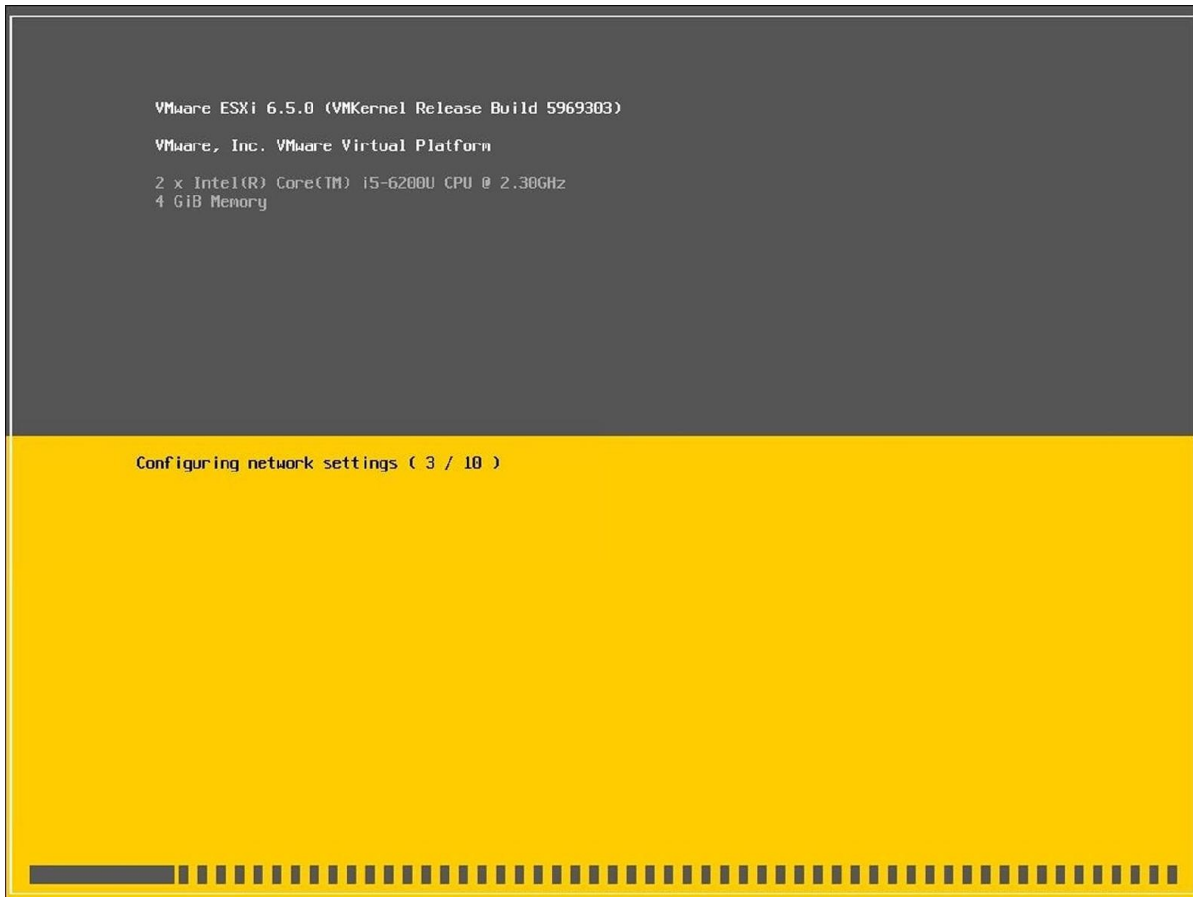 VMware ESXi 6.5.0 (VMKernel Release Build 5969303)
VMware, Inc. VMware Virtual Platform
2 x Intel(R) Core(TM) i5-6200U CPU @ 2.30GHz
4 GiB Memory
Configuring network settings ( 3 / 10 )